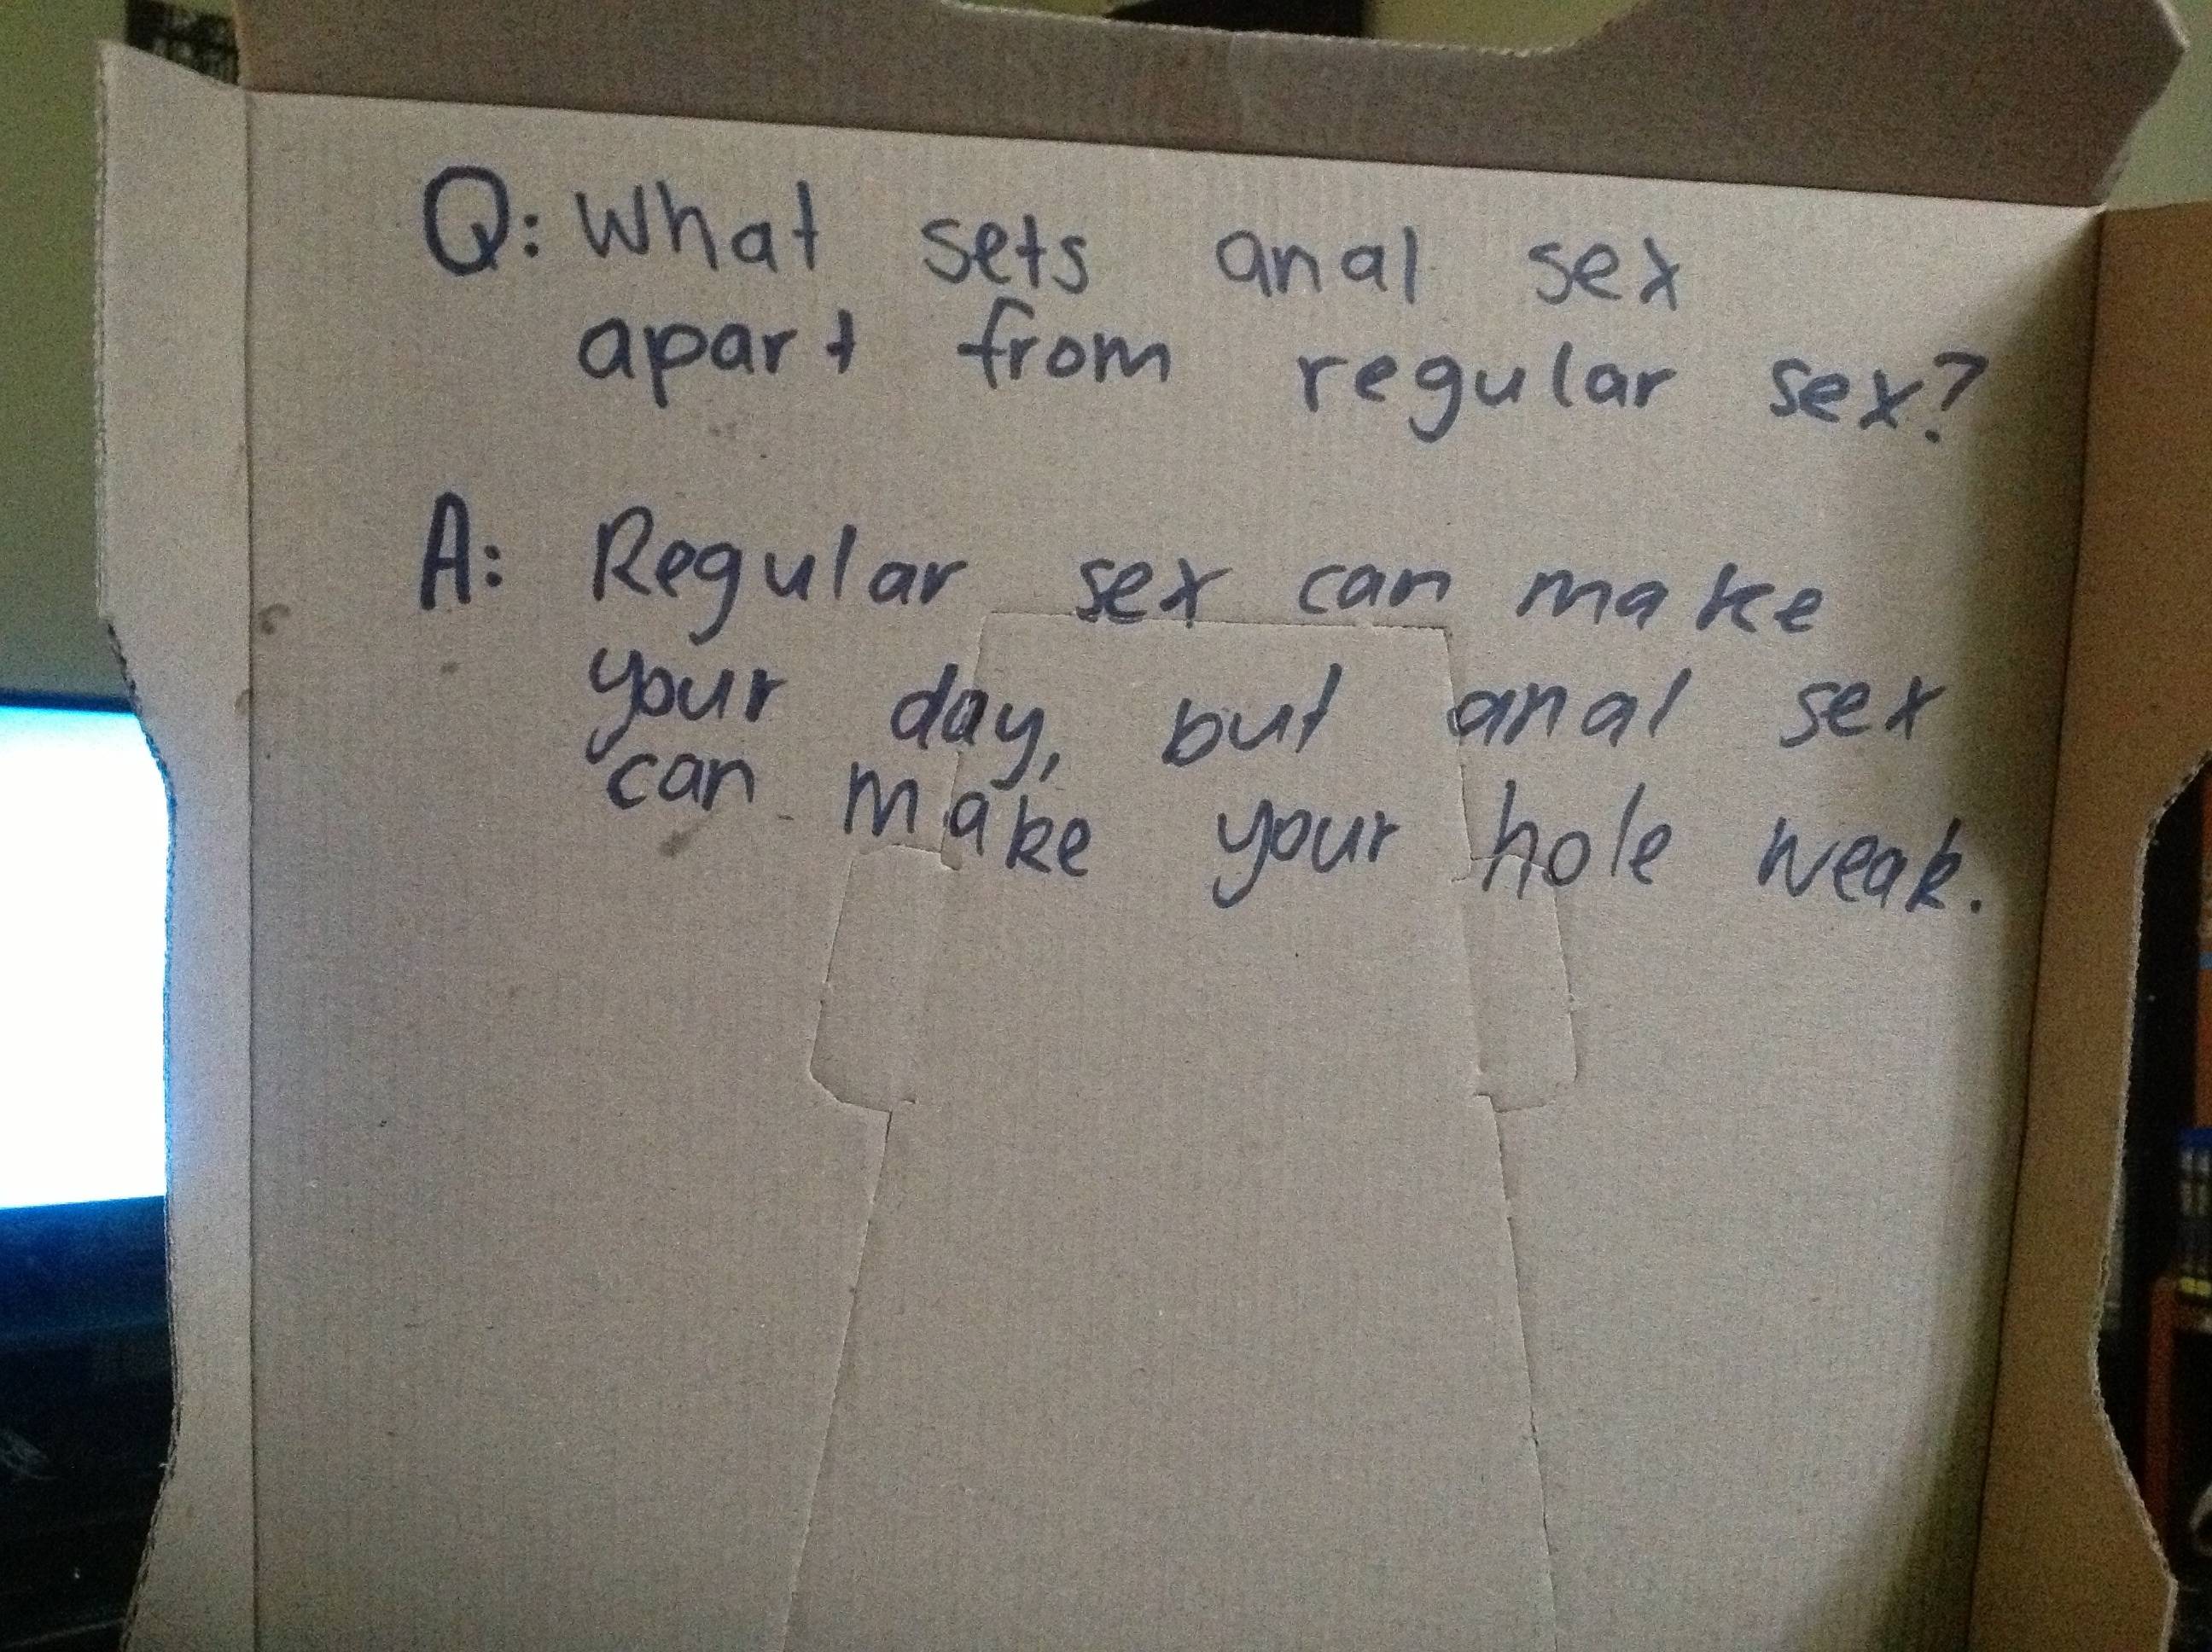 Q: What sets anal sex
apart from regular sex?
A: Regular sex can make
your day, but anal sex
can make your hole weak.